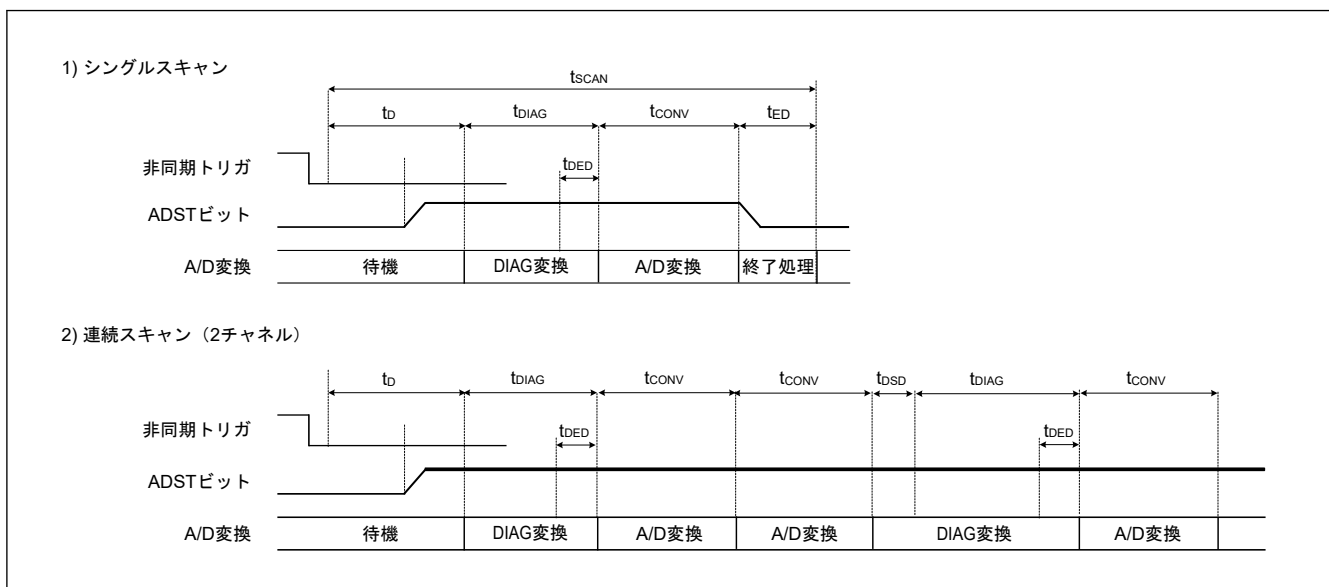 1) シングルスキャン
tSCAN
tD tDIAG tCONV tED
非同期トリガ
tDED
ADSTビット
A/D変換 待機 DIAG変換 A/D変換 終了処理
2) 連続スキャン（2チャネル）
tD tDIAG tCONV tCONV tDSD tDIAG tCONV
非同期トリガ
tDED tDED
ADSTビット
A/D変換 待機 DIAG変換 A/D変換 A/D変換 DIAG変換 A/D変換